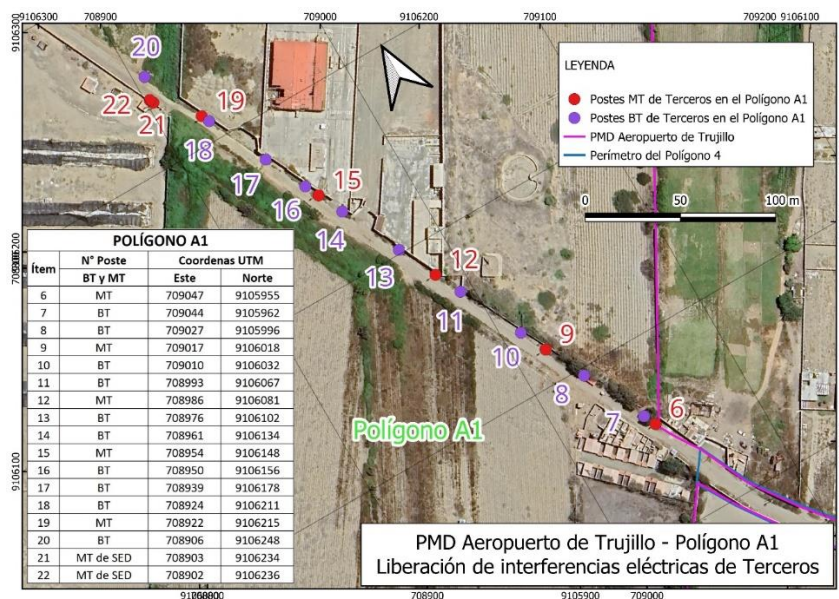 9106300
708900
709000
9106200
709100
709200
9106100
9106300
20
22
21
19
18
17
16
15
14
13
12
11
10
9
8
7
6
LEYENDA
Postes MT de Terceros en el Polígono A1
Postes BT de Terceros en el Polígono A1
PMD Aeropuerto de Trujillo
Perímetro del Polígono 4
0 50 100 m
POLÍGONO A1
Ítem N° Poste Coordenas UTM
BT y MT Este Norte
6 MT 709047 9105955
7 BT 709044 9105962
8 BT 709027 9105996
9 MT 709017 9106018
10 BT 709010 9106032
11 BT 708993 9106067
12 MT 708986 9106081
13 BT 708976 9106102
14 BT 708961 9106134
15 MT 708954 9106148
16 BT 708950 9106156
17 BT 708939 9106178
18 BT 708924 9106211
19 MT 708922 9106215
20 BT 708906 9106248
21 MT de SED 708903 9106234
22 MT de SED 708902 9106236
Polígono A1
9106100
PMD Aeropuerto de Trujillo - Polígono A1
Liberación de interferencias eléctricas de Terceros
708900
9105900
709000